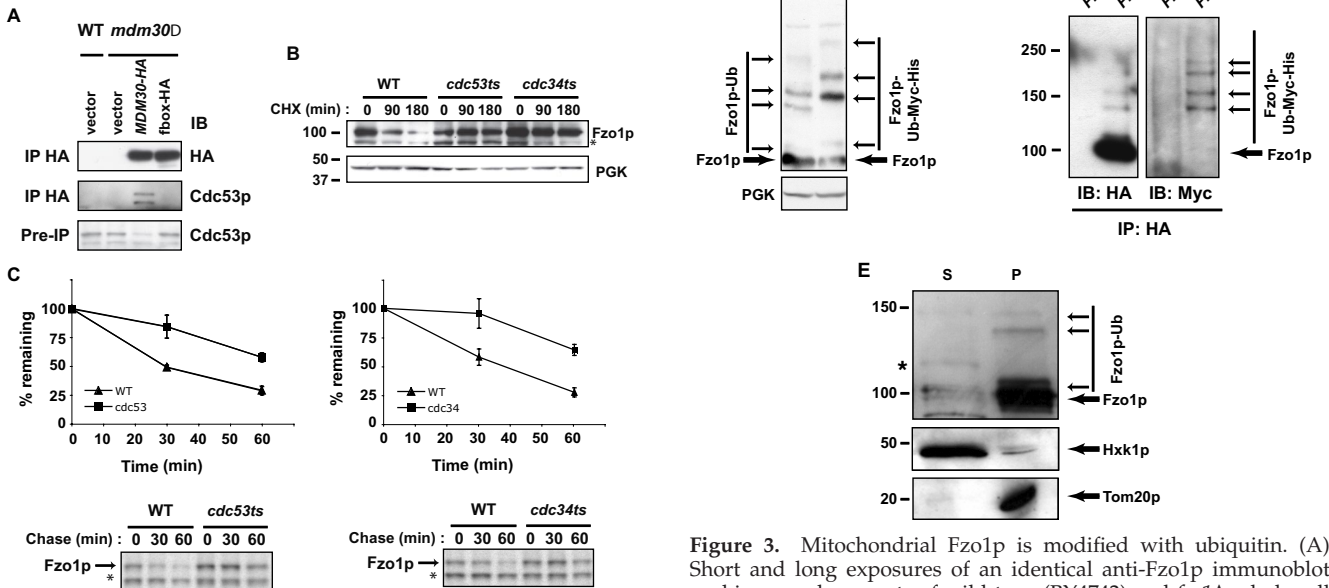 A
WT mdm30D
vector
vector
MDM30-HA
fbox-HA
IB
IP HA
HA
IP HA
Cdc53p
Pre-IP
Cdc53p
B
WT cdc53ts cdc34ts
CHX (min) : 0 90 180 0 90 180 0 90 180
100
Fzo1p
*
50
37
PGK
C
% remaining
100
75
50
25
0
WT
cdc53
0 10 20 30 40 50 60
Time (min)
% remaining
100
75
50
25
0
WT
cdc34
0 10 20 30 40 50 60
Time (min)
WT cdc53ts
Chase (min) : 0 30 60 0 30 60
Fzo1p
*
WT cdc34ts
Chase (min) : 0 30 60 0 30 60
Fzo1p
*
Fzo1p-Ub
Fzo1p-
Ub-Myc-His
Fzo1p
Fzo1p
PGK
250
150
100
Fzo1p-
Ub-Myc-His
Fzo1p
IB: HA IB: Myc
IP: HA
E
S P
150
*
100
Fzo1p-Ub
Fzo1p
50
Hxk1p
20
Tom20p
Figure 3. Mitochondrial Fzo1p is modified with ubiquitin. (A)
Short and long exposures of an identical anti-Fzo1p immunoblot